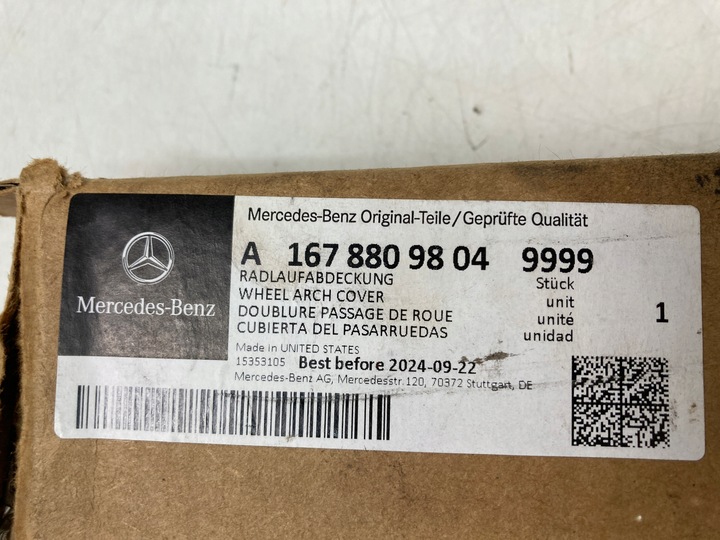 Mercedes-Benz
Mercedes-Benz Original-Teile/Geprüfte Qualität
A 167 880 98 04 9999
RADLAUFABDECKUNG
WHEEL ARCH COVER
DOUBLURE PASSAGE DE ROUE
CUBIERTA DEL PASARRUEDAS
Stück
unit
unité
unidad
1
Made in UNITED STATES
15353105 Best before 2024-09-22
Mercedes-Benz AG, Mercedesstr.120, 70372 Stuttgart, DE